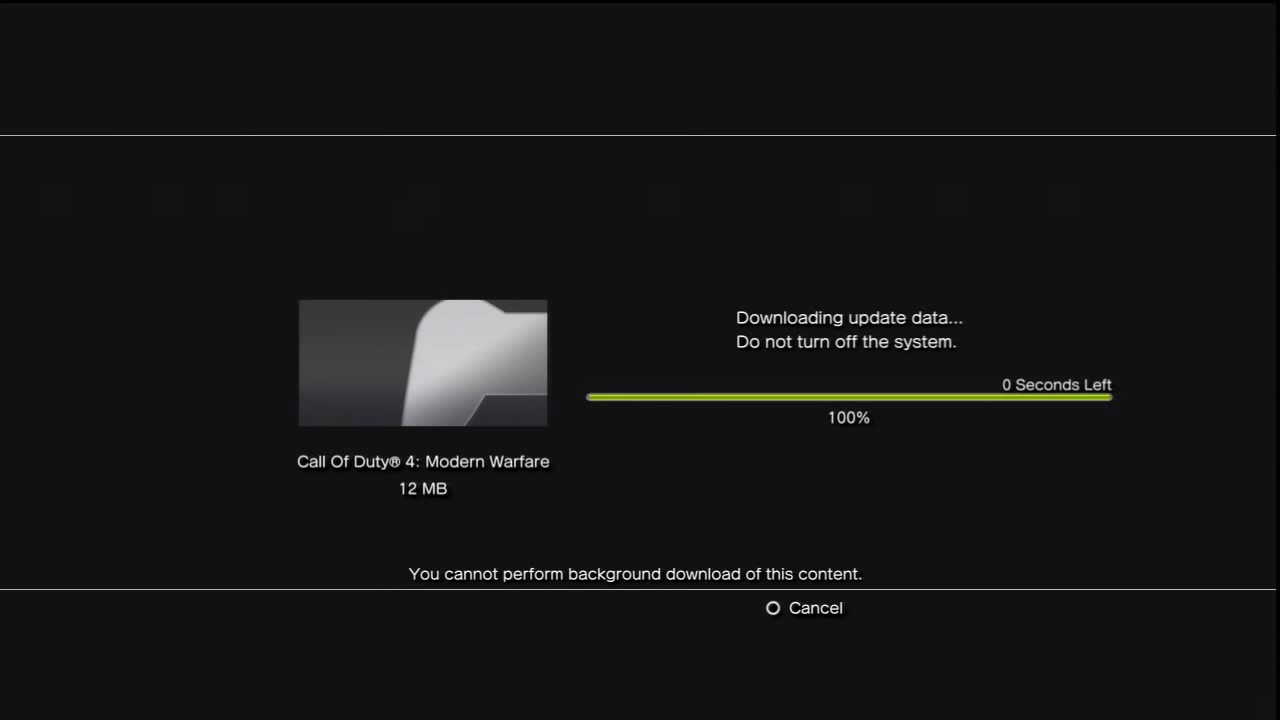 Downloading update data...
Do not turn off the system.
0 Seconds Left
100%
Call Of Duty® 4: Modern Warfare
12 MB
You cannot perform background download of this content.
Cancel